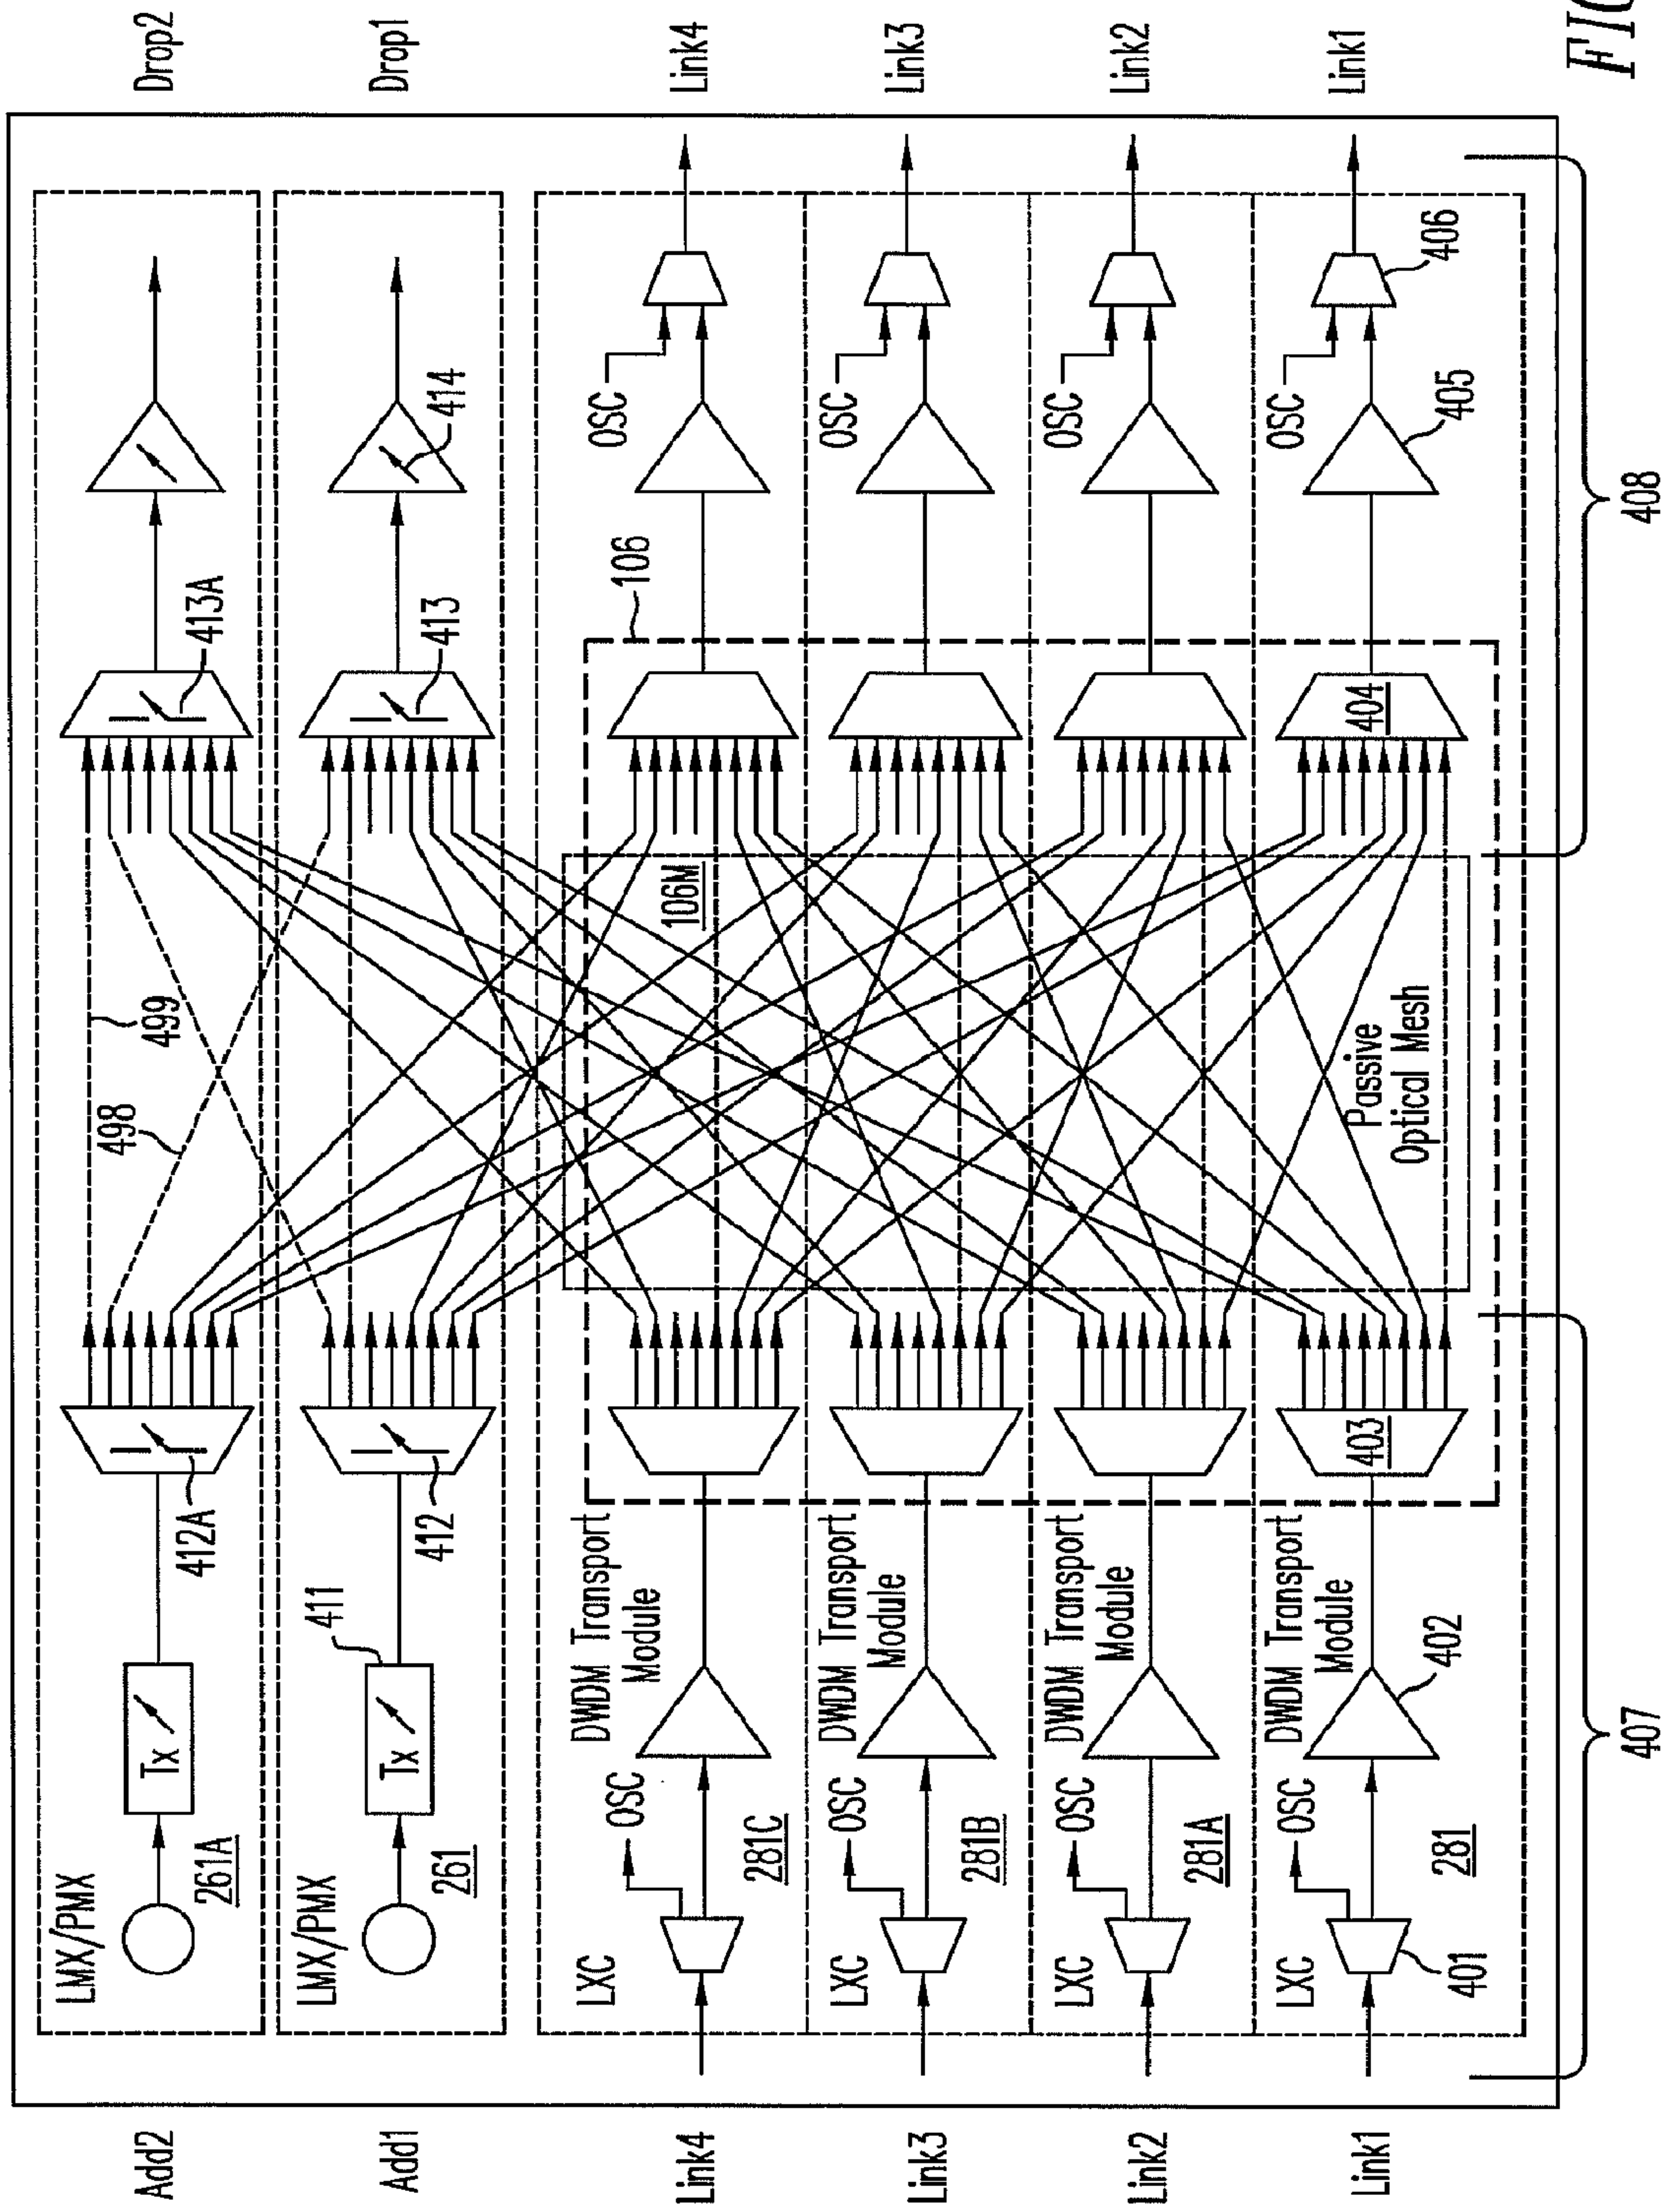 Drop2
Drop1
Link4
Link3
Link2
Link1
FIG
413A
413
414
OSC
OSC
OSC
OSC
406
405
106
404
408
499
498
106M
Passive
Optical Mesh
412A
412
411
Tx
Tx
LMX/PMX
261A
LMX/PMX
261
DWDM Transport
Module
DWDM Transport
Module
DWDM Transport
Module
DWDM Transport
Module
403
402
OSC
OSC
OSC
OSC
LXC
281C
LXC
281B
LXC
281A
LXC
281
401
407
Add2
Add1
Link4
Link3
Link2
Link1